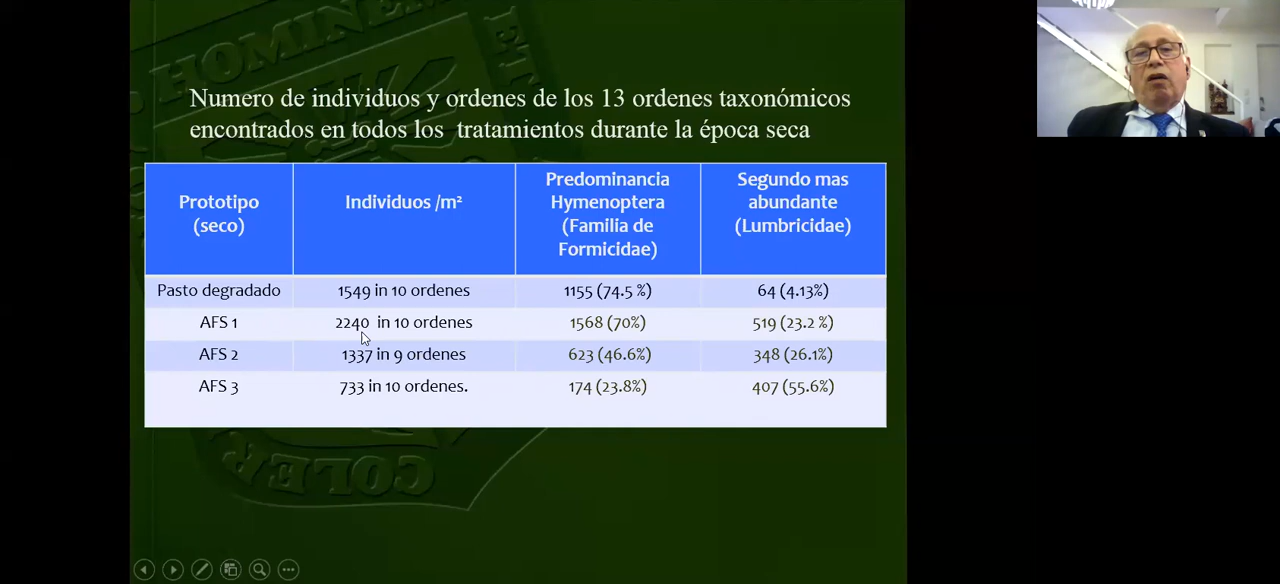 HOMINEM
ET
Numero de individuos y ordenes de los 13 ordenes taxonómicos
encontrados en todos los tratamientos durante la época seca
Prototipo
(seco)
Individuos /m²
Predominancia
Hymenoptera
(Familia de
Formicidae)
Segundo mas
abundante
(Lumbricidae)
Pasto degradado 1549 in 10 ordenes 1155 (74.5 %) 64 (4.13%)
AFS 1 2240 in 10 ordenes 1568 (70%) 519 (23.2 %)
AFS 2 1337 in 9 ordenes 623 (46.6%) 348 (26.1%)
AFS 3 733 in 10 ordenes. 174 (23.8%) 407 (55.6%)